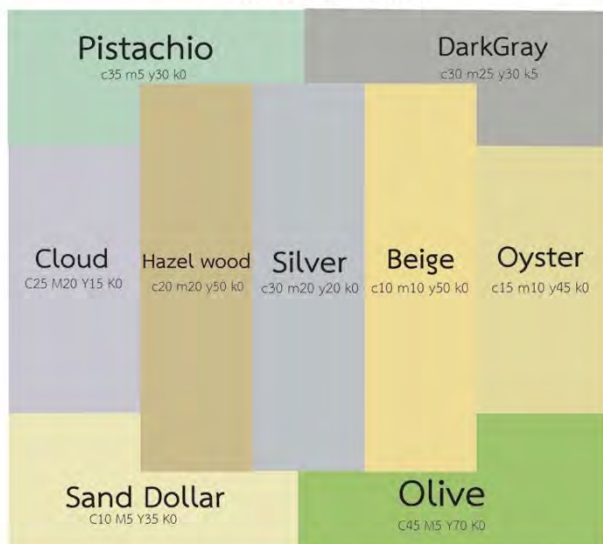 Pistachio
c35 m5 y30 k0
DarkGray
c30 m25 y30 k5
Cloud
C25 M20 Y15 K0
Hazel wood
c20 m20 y50 k0
Silver
c30 m20 y20 k0
Beige
c10 m10 y50 k0
Oyster
c15 m10 y45 k0
Sand Dollar
C10 M5 Y35 K0
Olive
C45 M5 Y70 K0